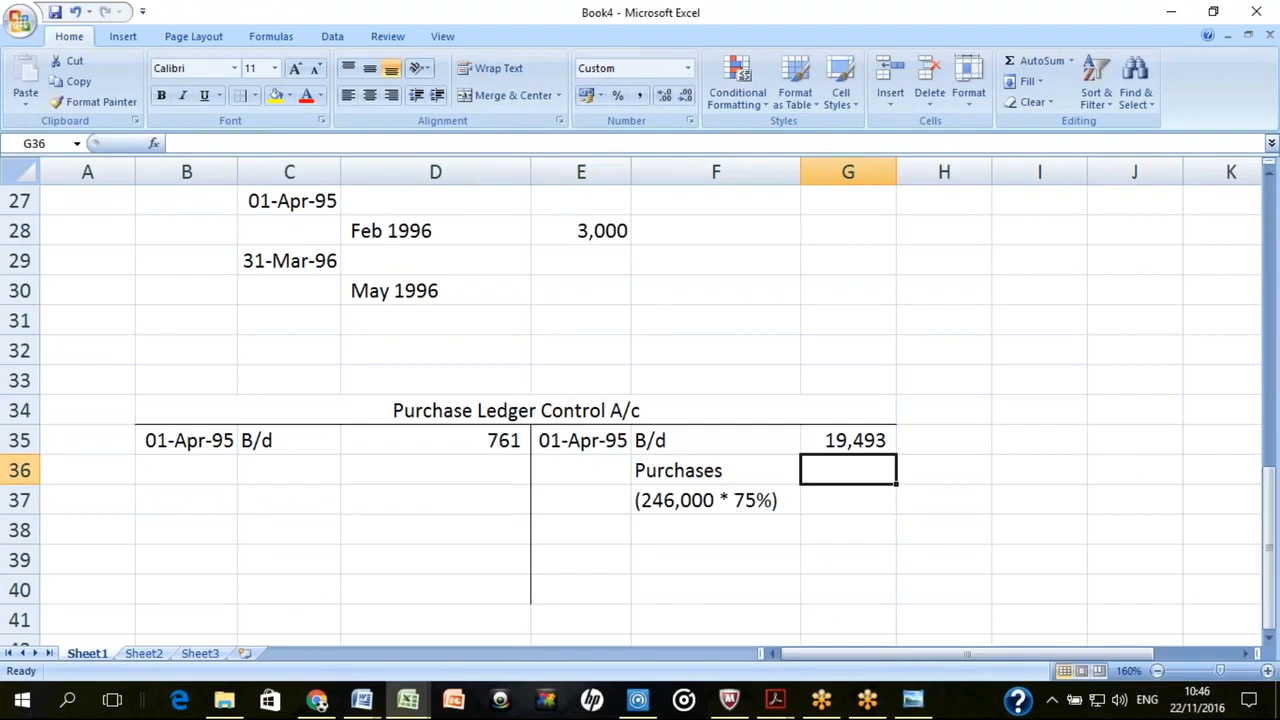 Book4 - Microsoft Excel
Home Insert Page Layout Formulas Data Review View
Paste
Cut
Copy
Format Painter
Clipboard
Calibri 11
B I U
Font
Wrap Text
Merge & Center
Alignment
Custom
Number
Conditional Formatting
Format as Table
Cell Styles
Styles
Insert Delete Format
Cells
AutoSum
Fill
Clear
Sort & Filter
Find & Select
Editing
G36 fx
A B C D E F G H I J K
27 01-Apr-95
28 Feb 1996 3,000
29 31-Mar-96
30 May 1996
31
32
33
34 Purchase Ledger Control A/c
35 01-Apr-95 B/d 761 01-Apr-95 B/d 19,493
36 Purchases
37 (246,000 * 75%)
38
39
40
41
Sheet1 Sheet2 Sheet3
Ready 160%
ENG
10:46
22/11/2016